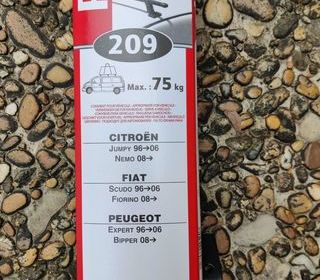 209
Max. : 75 kg
CITROËN
JUMPY 96→06
NEMO 08→
FIAT
SCUDO 96→06
FIORINO 08→
PEUGEOT
EXPERT 96→06
BIPPER 08→